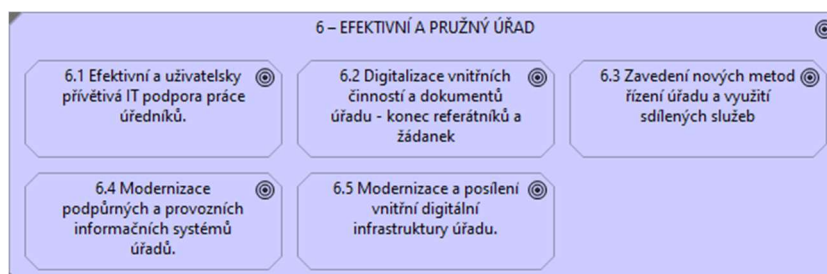 6 – EFEKTIVNÍ A PRUŽNÝ ÚŘAD
6.1 Efektivní a uživatelsky
přívětivá IT podpora práce
úředníků.
6.2 Digitalizace vnitřních
činností a dokumentů
úřadu - konec referátníků a
žádanek
6.3 Zavedení nových metod
řízení úřadu a využití
sdílených služeb
6.4 Modernizace
podpůrných a provozních
informačních systémů
úřadů.
6.5 Modernizace a posílení
vnitřní digitální
infrastruktury úřadu.